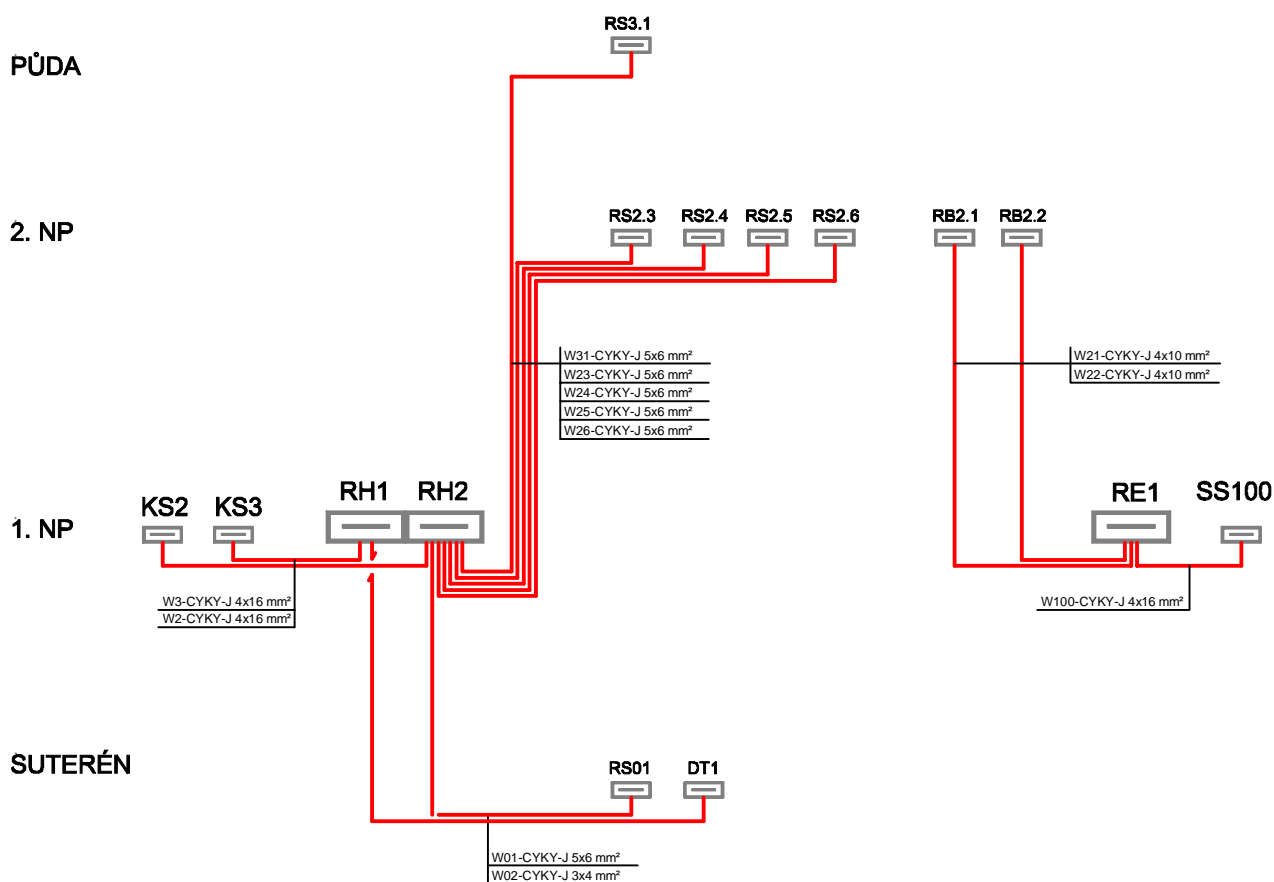 RS3.1
PŮDA
RS2.3 RS2.4 RS2.5 RS2.6 RB2.1 RB2.2
2. NP
W31-CYKY-J 5x6 mm²
W23-CYKY-J 5x6 mm²
W24-CYKY-J 5x6 mm²
W25-CYKY-J 5x6 mm²
W26-CYKY-J 5x6 mm²
W21-CYKY-J 4x10 mm²
W22-CYKY-J 4x10 mm²
KS2 KS3 RH1 RH2 RE1 SS100
1. NP
W3-CYKY-J 4x16 mm²
W2-CYKY-J 4x16 mm²
W100-CYKY-J 4x16 mm²
SUTERÉN
RS01 DT1
W01-CYKY-J 5x6 mm²
W02-CYKY-J 3x4 mm²